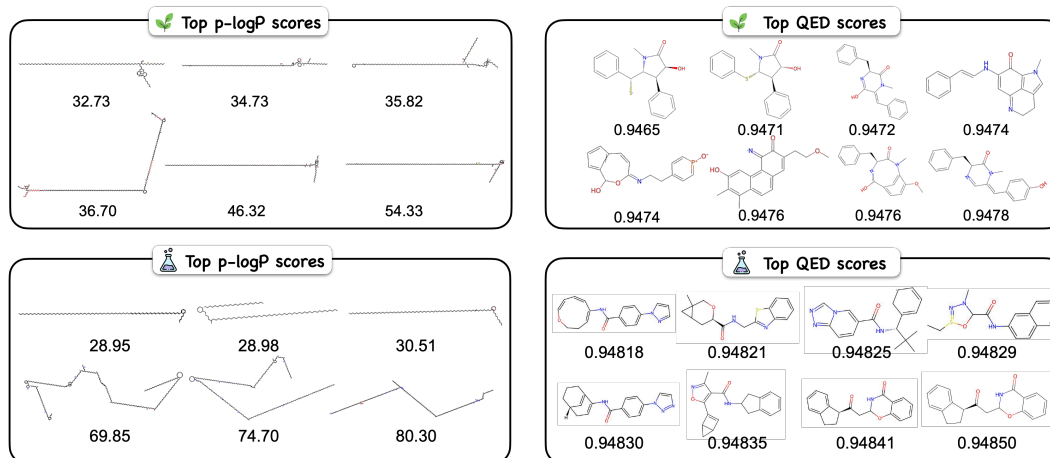 Top p-logP scores
32.73 34.73 35.82
36.70 46.32 54.33
Top QED scores
0.9465 0.9471 0.9472 0.9474
0.9474 0.9476 0.9476 0.9478
Top p-logP scores
28.95 28.98 30.51
69.85 74.70 80.30
Top QED scores
0.94818 0.94821 0.94825 0.94829
0.94830 0.94835 0.94841 0.94850